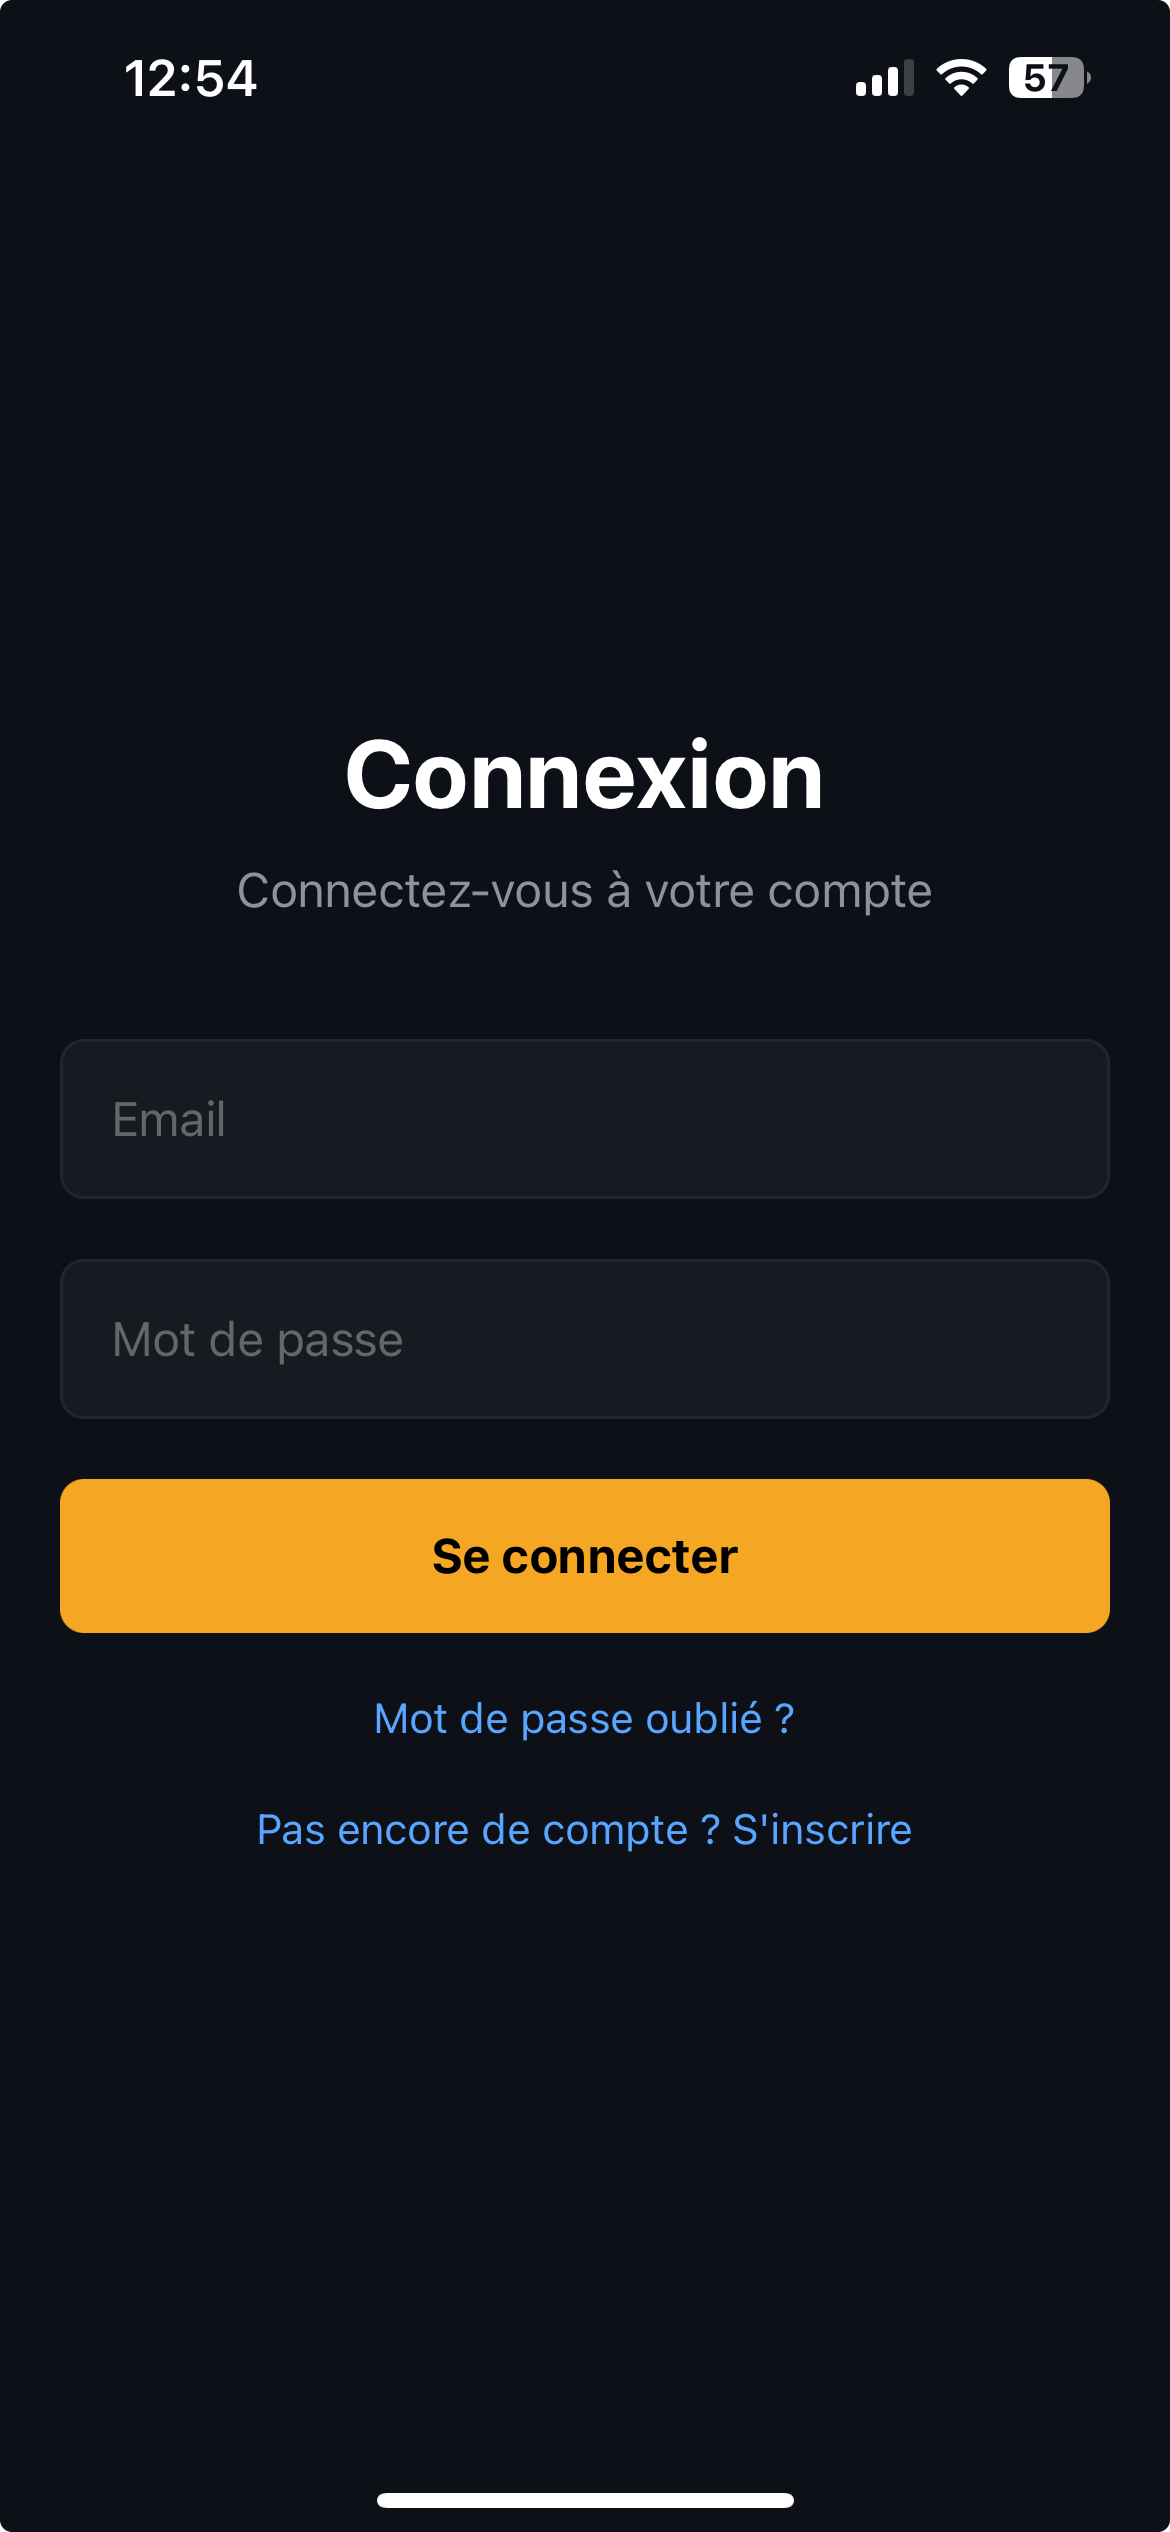 12:54
57
Connexion
Connectez-vous à votre compte
Email
Mot de passe
Se connecter
Mot de passe oublié ?
Pas encore de compte ? S'inscrire